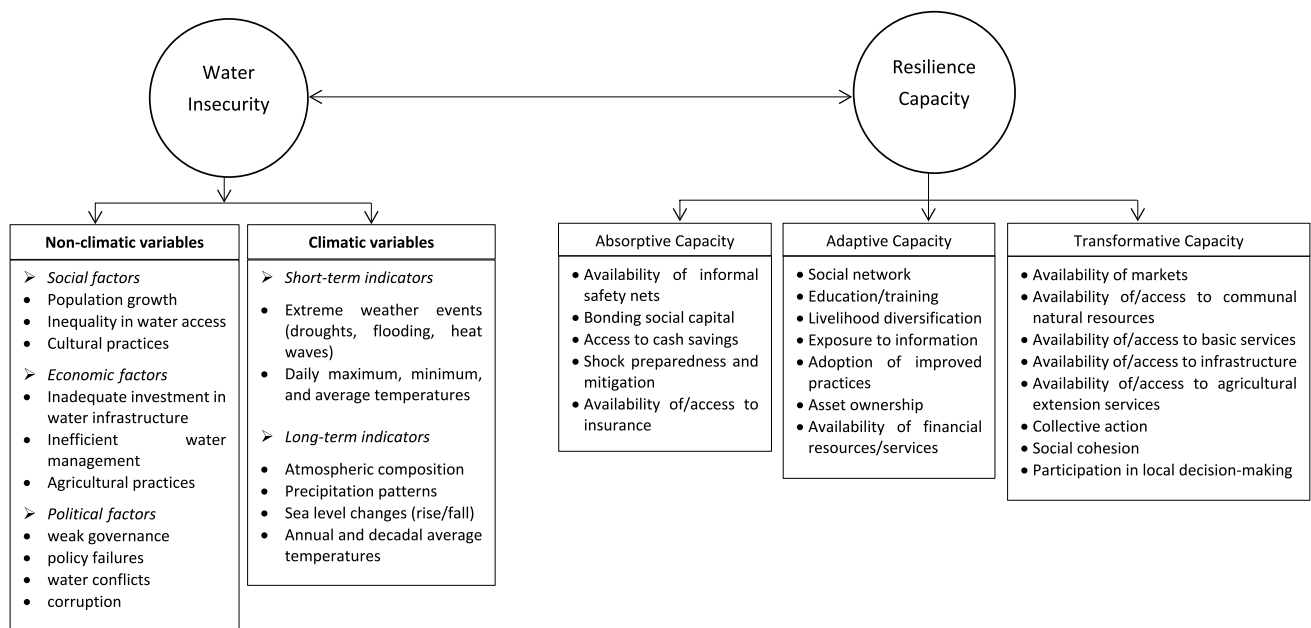 Water
Insecurity
Resilience
Capacity
Non-climatic variables
➢ Social factors
• Population growth
• Inequality in water access
• Cultural practices
➢ Economic factors
• Inadequate investment in
water infrastructure
• Inefficient water
management
• Agricultural practices
➢ Political factors
• weak governance
• policy failures
• water conflicts
• corruption
Climatic variables
➢ Short-term indicators
• Extreme weather events
(droughts, flooding, heat
waves)
• Daily maximum, minimum,
and average temperatures
➢ Long-term indicators
• Atmospheric composition
• Precipitation patterns
• Sea level changes (rise/fall)
• Annual and decadal average
temperatures
Absorptive Capacity
• Availability of informal
safety nets
• Bonding social capital
• Access to cash savings
• Shock preparedness and
mitigation
• Availability of/access to
insurance
Adaptive Capacity
• Social network
• Education/training
• Livelihood diversification
• Exposure to information
• Adoption of improved
practices
• Asset ownership
• Availability of financial
resources/services
Transformative Capacity
• Availability of markets
• Availability of/access to communal
natural resources
• Availability of/access to basic services
• Availability of/access to infrastructure
• Availability of/access to agricultural
extension services
• Collective action
• Social cohesion
• Participation in local decision-making